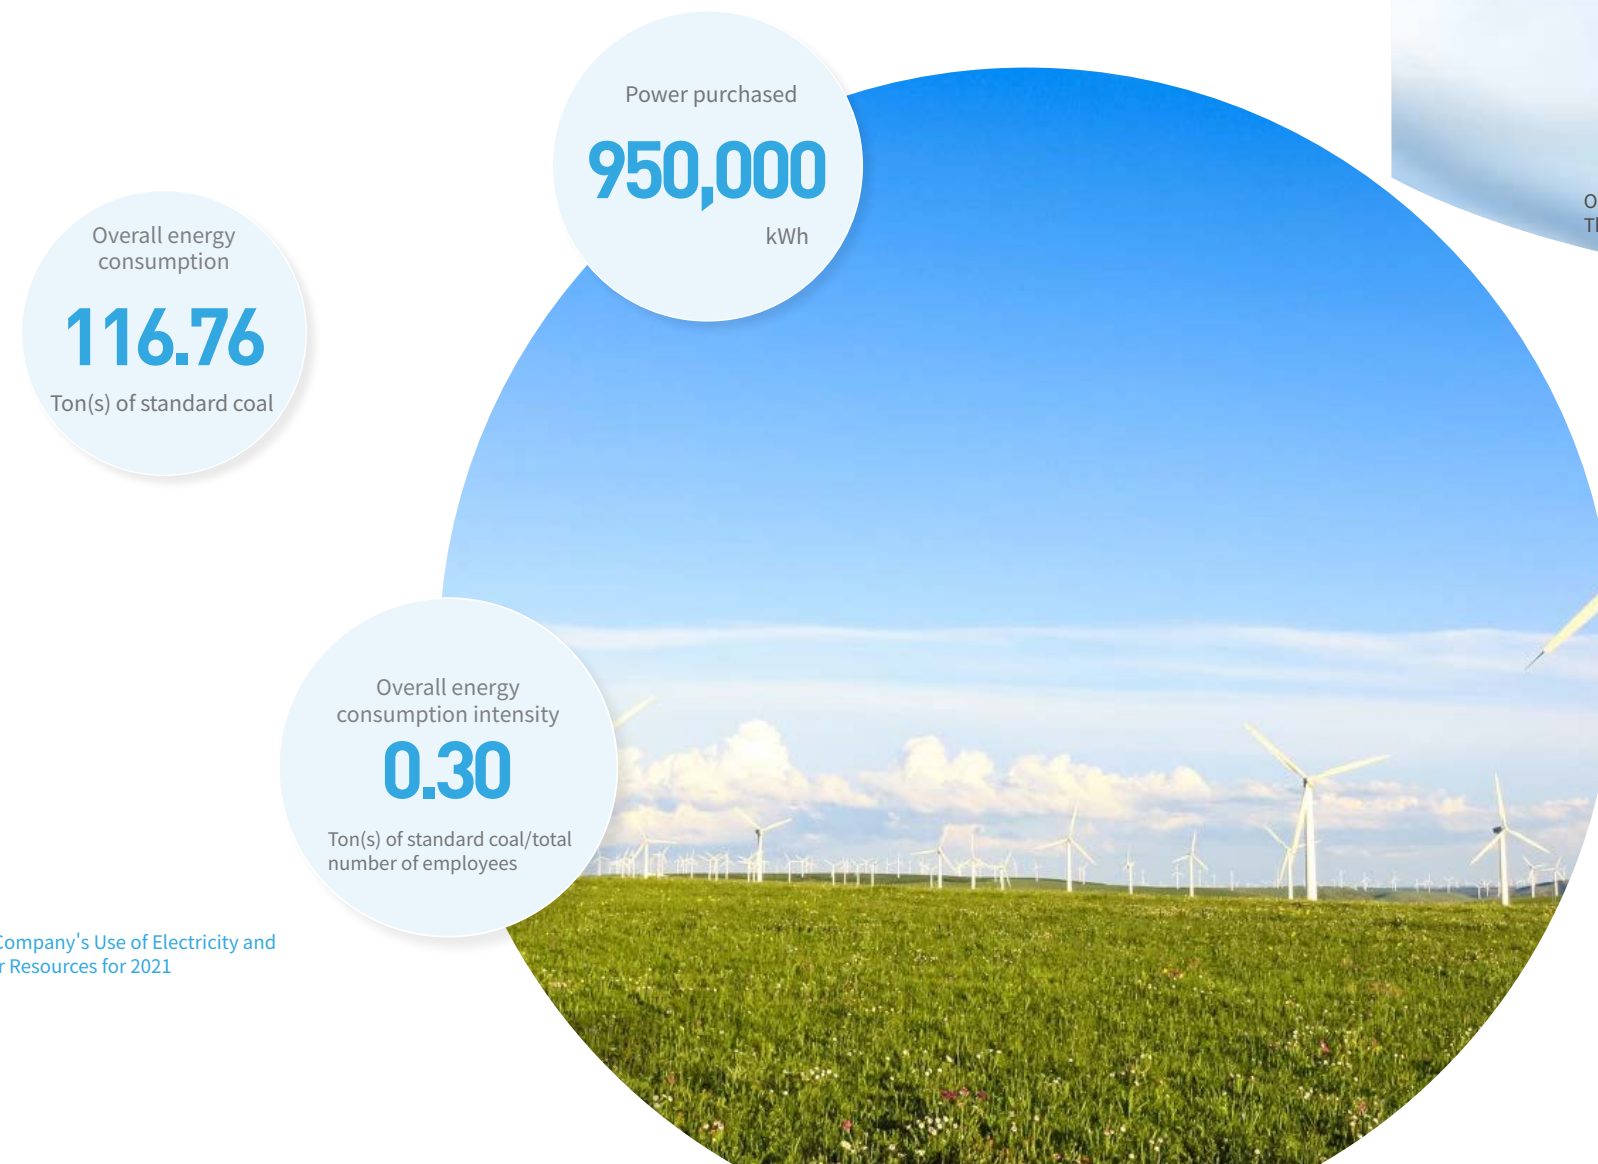 Power purchased
950,000
kWh
Overall energy
consumption
116.76
Ton(s) of standard coal
Overall energy
consumption intensity
0.30
Ton(s) of standard coal/total
number of employees
Company's Use of Electricity and
Resources for 2021